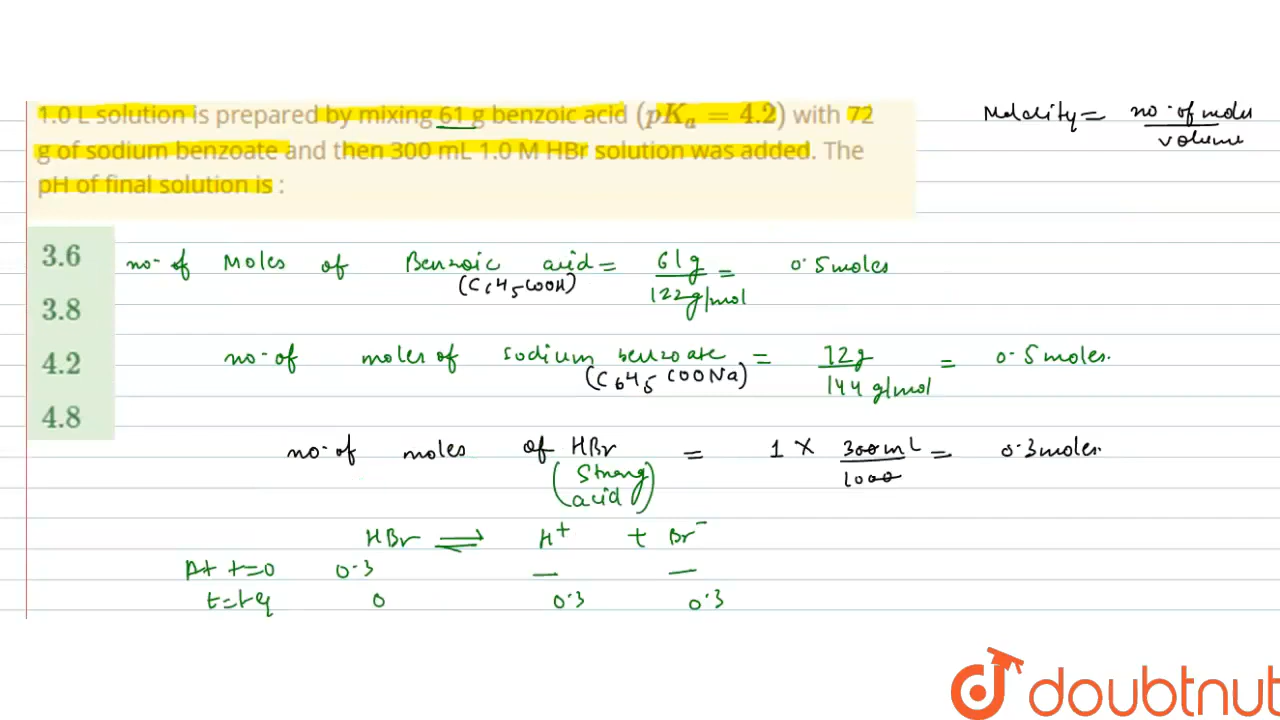 1.0 L solution is prepared by mixing 61 g benzoic acid (pKₐ = 4.2) with 72
g of sodium benzoate and then 300 mL 1.0 M HBr solution was added. The
pH of final solution is :
Molality = no. of moles / volume
3.6
3.8
4.2
4.8
no. of Moles of Benzoic acid = 61g / 122g/mol = 0.5moles
(C6H5COOH)
no. of moles of sodium benzoate = 72g / 144 g/mol = 0.5 moles.
(C6H5COONa)
no. of moles of HBr = 1 × 300mL / 1000 = 0.3moles.
(Strong acid)
HBr ⇌ H⁺ + Br⁻
At t=0 0.3 — —
t=teq 0 0.3 0.3
doubtnut